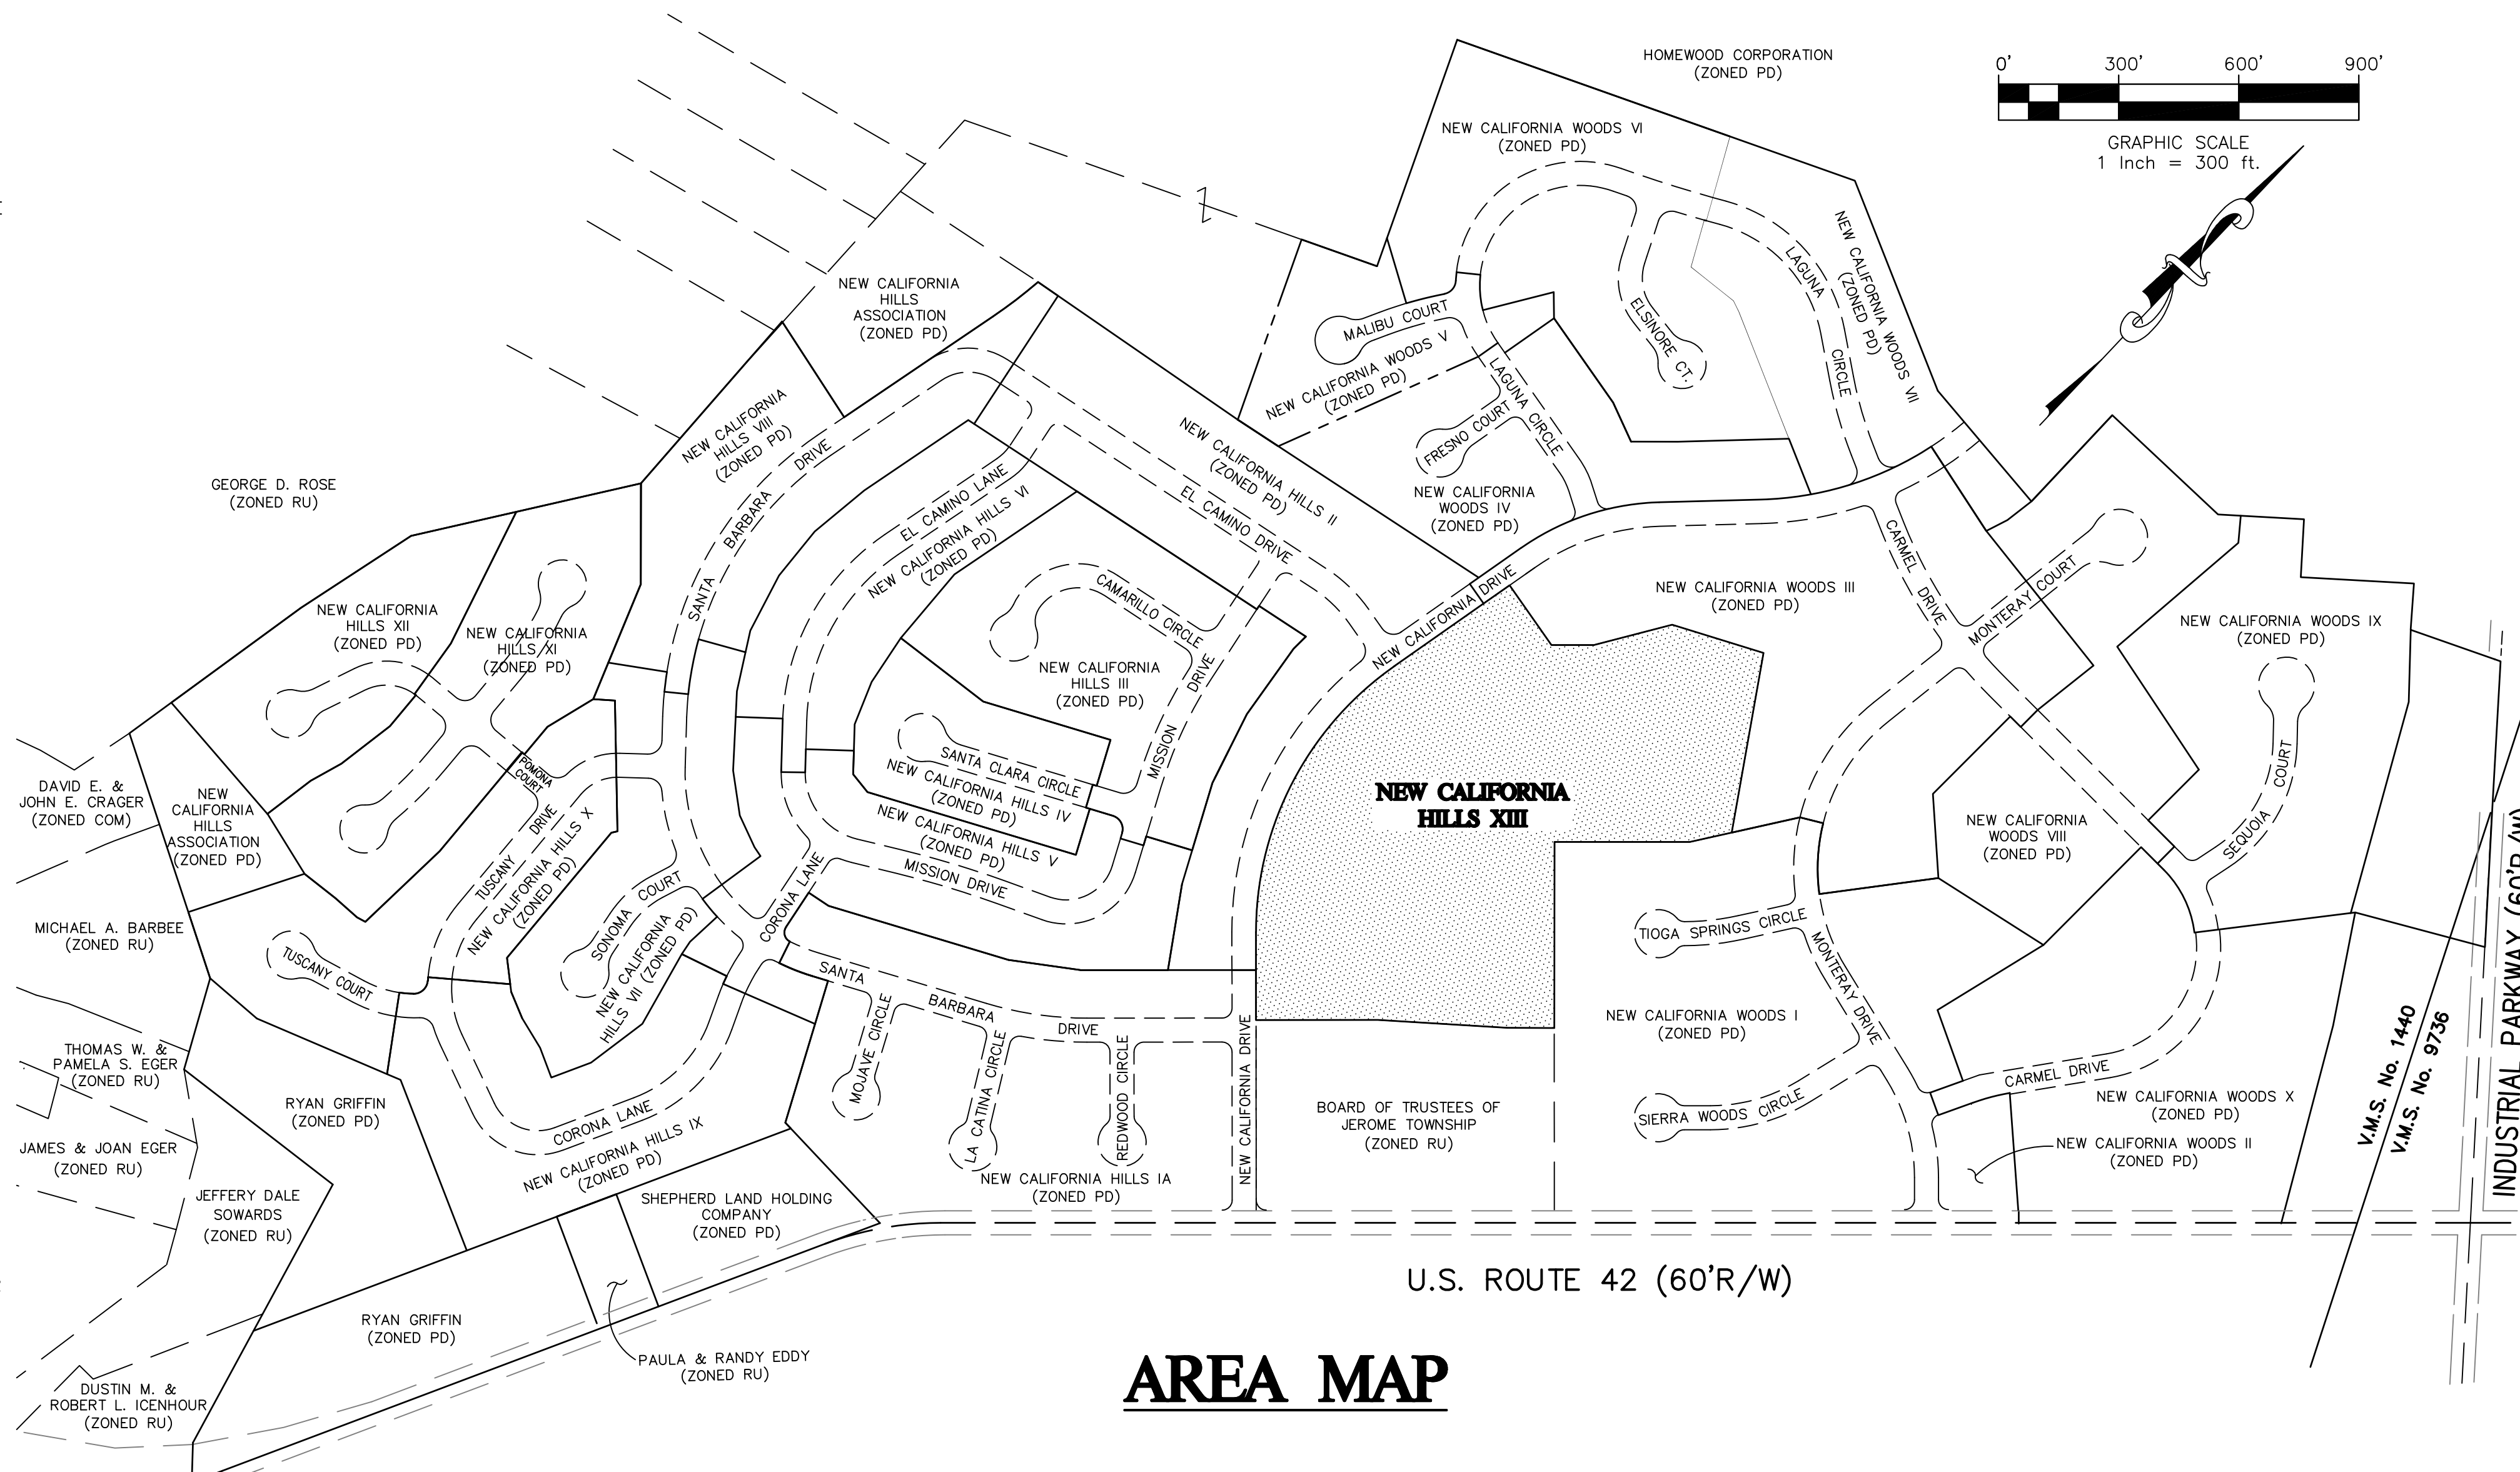 HOMEWOOD CORPORATION
(ZONED PD)
0' 300' 600' 900'
GRAPHIC SCALE
1 Inch = 300 ft.
NEW CALIFORNIA WOODS VI
(ZONED PD)
NEW CALIFORNIA WOODS VII
(ZONED PD)
LAGUNA
CIRCLE
ELSINORE CT.
MALIBU COURT
NEW CALIFORNIA WOODS V
(ZONED PD)
LAGUNA CIRCLE
FRESNO COURT
NEW CALIFORNIA
WOODS IV
(ZONED PD)
NEW CALIFORNIA
HILLS
ASSOCIATION
(ZONED PD)
NEW CALIFORNIA
HILLS VIII
(ZONED PD)
SANTA
BARBARA
DRIVE
NEW CALIFORNIA HILLS II
(ZONED PD)
EL CAMINO DRIVE
EL CAMINO LANE
NEW CALIFORNIA HILLS VI
(ZONED PD)
GEORGE D. ROSE
(ZONED RU)
NEW CALIFORNIA
HILLS XII
(ZONED PD)
NEW CALIFORNIA
HILLS XI
(ZONED PD)
CAMARILLO CIRCLE
NEW CALIFORNIA
HILLS III
(ZONED PD)
MISSION
DRIVE
NEW CALIFORNIA DRIVE
NEW CALIFORNIA WOODS III
(ZONED PD)
CARMEL DRIVE
MONTERAY COURT
NEW CALIFORNIA WOODS IX
(ZONED PD)
SEQUOIA COURT
SANTA CLARA CIRCLE
NEW CALIFORNIA HILLS IV
(ZONED PD)
NEW CALIFORNIA HILLS V
(ZONED PD)
MISSION DRIVE
NEW CALIFORNIA
HILLS XIII
NEW CALIFORNIA
WOODS VIII
(ZONED PD)
DAVID E. &
JOHN E. CRAGER
(ZONED COM)
NEW
CALIFORNIA
HILLS
ASSOCIATION
(ZONED PD)
POMONA
COURT
TUSCANY
DRIVE
NEW CALIFORNIA HILLS X
(ZONED PD)
SONOMA COURT
NEW CALIFORNIA
HILLS VII (ZONED PD)
CORONA LANE
MICHAEL A. BARBEE
(ZONED RU)
TUSCANY COURT
SANTA
BARBARA
DRIVE
MOJAVE CIRCLE
LA CATINA CIRCLE
REDWOOD CIRCLE
NEW CALIFORNIA DRIVE
TIOGA SPRINGS CIRCLE
MONTERAY DRIVE
NEW CALIFORNIA WOODS I
(ZONED PD)
SIERRA WOODS CIRCLE
CARMEL DRIVE
NEW CALIFORNIA WOODS X
(ZONED PD)
NEW CALIFORNIA WOODS II
(ZONED PD)
V.M.S. No. 1440
V.M.S. No. 9736
INDUSTRIAL PARKWAY (60'R/W)
THOMAS W. &
PAMELA S. EGER
(ZONED RU)
RYAN GRIFFIN
(ZONED PD)
BOARD OF TRUSTEES OF
JEROME TOWNSHIP
(ZONED RU)
CORONA LANE
NEW CALIFORNIA HILLS IX
(ZONED PD)
JAMES & JOAN EGER
(ZONED RU)
JEFFERY DALE
SOWARDS
(ZONED RU)
SHEPHERD LAND HOLDING
COMPANY
(ZONED PD)
NEW CALIFORNIA HILLS IA
(ZONED PD)
U.S. ROUTE 42 (60'R/W)
RYAN GRIFFIN
(ZONED PD)
PAULA & RANDY EDDY
(ZONED RU)
DUSTIN M. &
ROBERT L. ICENHOUR
(ZONED RU)
AREA MAP